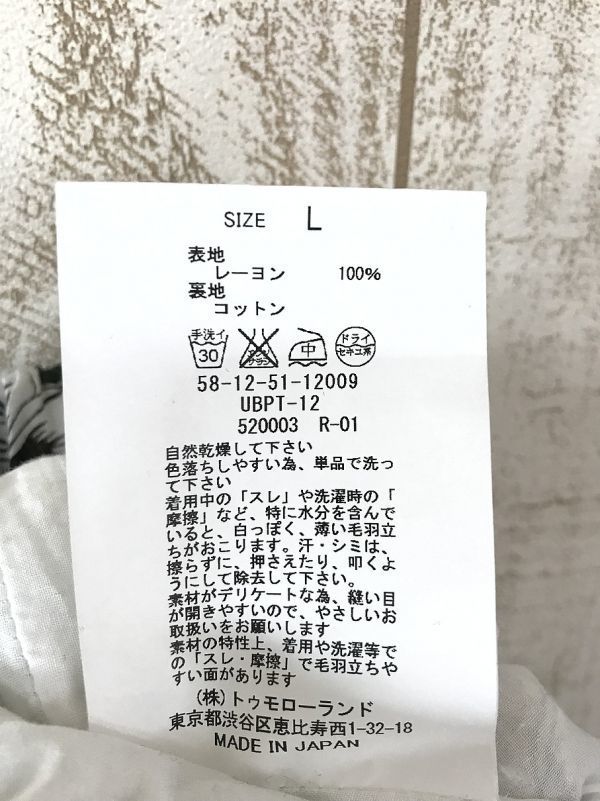 SIZE L
表地
レーヨン 100%
裏地
コットン
手洗イ
30
エンソ
サラシ
中
ドライ
セキユ系
58-12-51-12009
UBPT-12
520003 R-01
自然乾燥して下さい
色落ちしやすい為、単品で洗っ
て下さい
着用中の「スレ」や洗濯時の「
摩擦」など、特に水分を含んで
いると、白っぽく、薄い毛羽立
ちがおこります。汗・シミは、
擦らずに、押さえたり、叩くよ
うにして除去して下さい。
素材がデリケートな為、縫い目
が開きやすいので、やさしいお
取扱いをお願いします
素材の特性上、着用や洗濯等で
の「スレ・摩擦」で毛羽立ちや
すい面があります
(株)トゥモローランド
東京都渋谷区恵比寿西1-32-18
MADE IN JAPAN